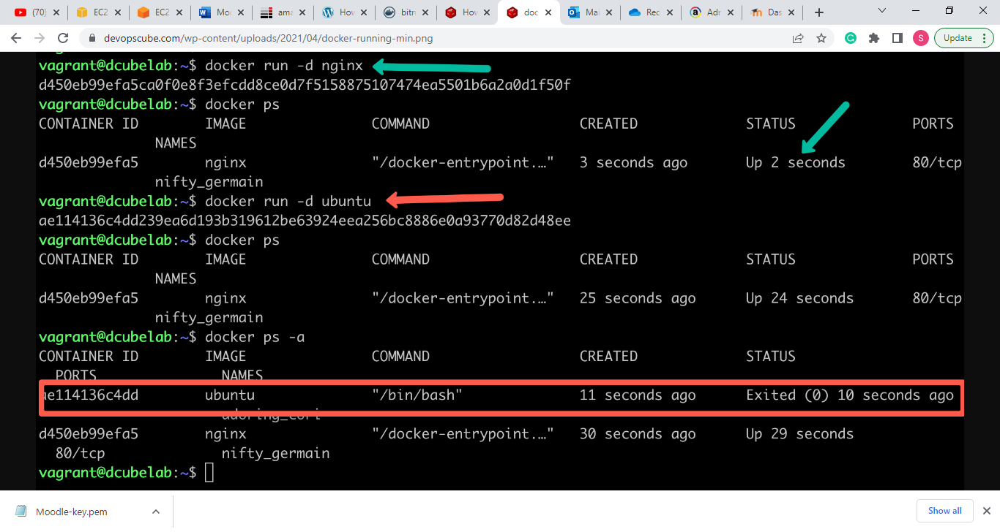 (70)
EC2
EC2
Mo
ama
How
bitn
How
doc
Mai
Rec
Adr
Das
devopscube.com/wp-content/uploads/2021/04/docker-running-min.png
S
Update
vagrant@dcubelab:~$ docker run -d nginx
d450eb99efa5ca0f0e8f3efcdd8ce0d7f5158875107474ea5501b6a2a0d1f50f
vagrant@dcubelab:~$ docker ps
CONTAINER ID IMAGE COMMAND CREATED STATUS PORTS
NAMES
d450eb99efa5 nginx "/docker-entrypoint.…" 3 seconds ago Up 2 seconds 80/tcp
nifty_germain
vagrant@dcubelab:~$ docker run -d ubuntu
ae114136c4dd239ea6d193b319612be63924eea256bc8886e0a93770d82d48ee
vagrant@dcubelab:~$ docker ps
CONTAINER ID IMAGE COMMAND CREATED STATUS PORTS
NAMES
d450eb99efa5 nginx "/docker-entrypoint.…" 25 seconds ago Up 24 seconds 80/tcp
nifty_germain
vagrant@dcubelab:~$ docker ps -a
CONTAINER ID IMAGE COMMAND CREATED STATUS
PORTS NAMES
ae114136c4dd ubuntu "/bin/bash" 11 seconds ago Exited (0) 10 seconds ago
adoring_cori
d450eb99efa5 nginx "/docker-entrypoint.…" 30 seconds ago Up 29 seconds
80/tcp nifty_germain
vagrant@dcubelab:~$
Moodle-key.pem
Show all